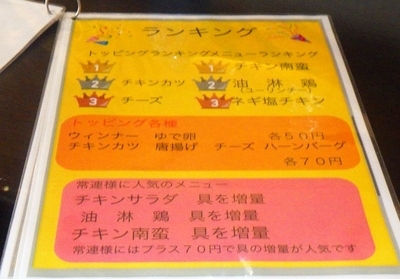 ランキング
トッピングランキングメニューランキング
1 1 チキン南蛮
2 チキンカツ 2 油淋鶏
(ユーリンチー)
3 チーズ 3 ネギ塩チキン
トッピング各種
ウィンナー ゆで卵 各50円
チキンカツ 唐揚げ チーズ ハーンバーグ
各70円
常連様に人気のメニュー
チキンサラダ 具を増量
油淋鶏 具を増量
チキン南蛮 具を増量
常連様にはプラス70円で具の増量が人気です